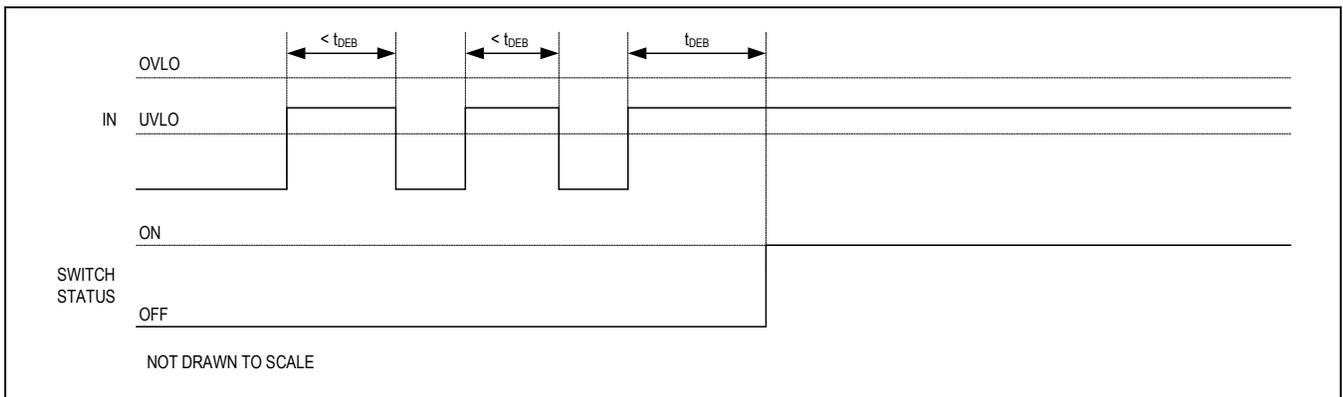 < tDEB
< tDEB
tDEB
OVLO
IN
UVLO
ON
SWITCH
STATUS
OFF
NOT DRAWN TO SCALE